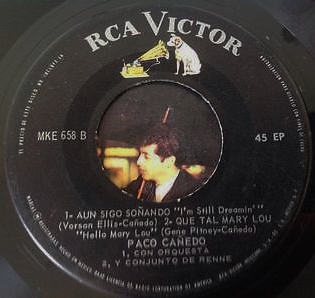 RCA VICTOR
MKE 658 B
45 EP
1- AUN SIGO SOÑANDO "I'm Still Dreamin'"
(Verson Ellis-Cañedo) 2- QUE TAL MARY LOU
"Hello Mary Lou" (Gene Pitney-Cañedo)
PACO CAÑEDO
1, CON ORQUESTA
2, Y CONJUNTO DE RENNE